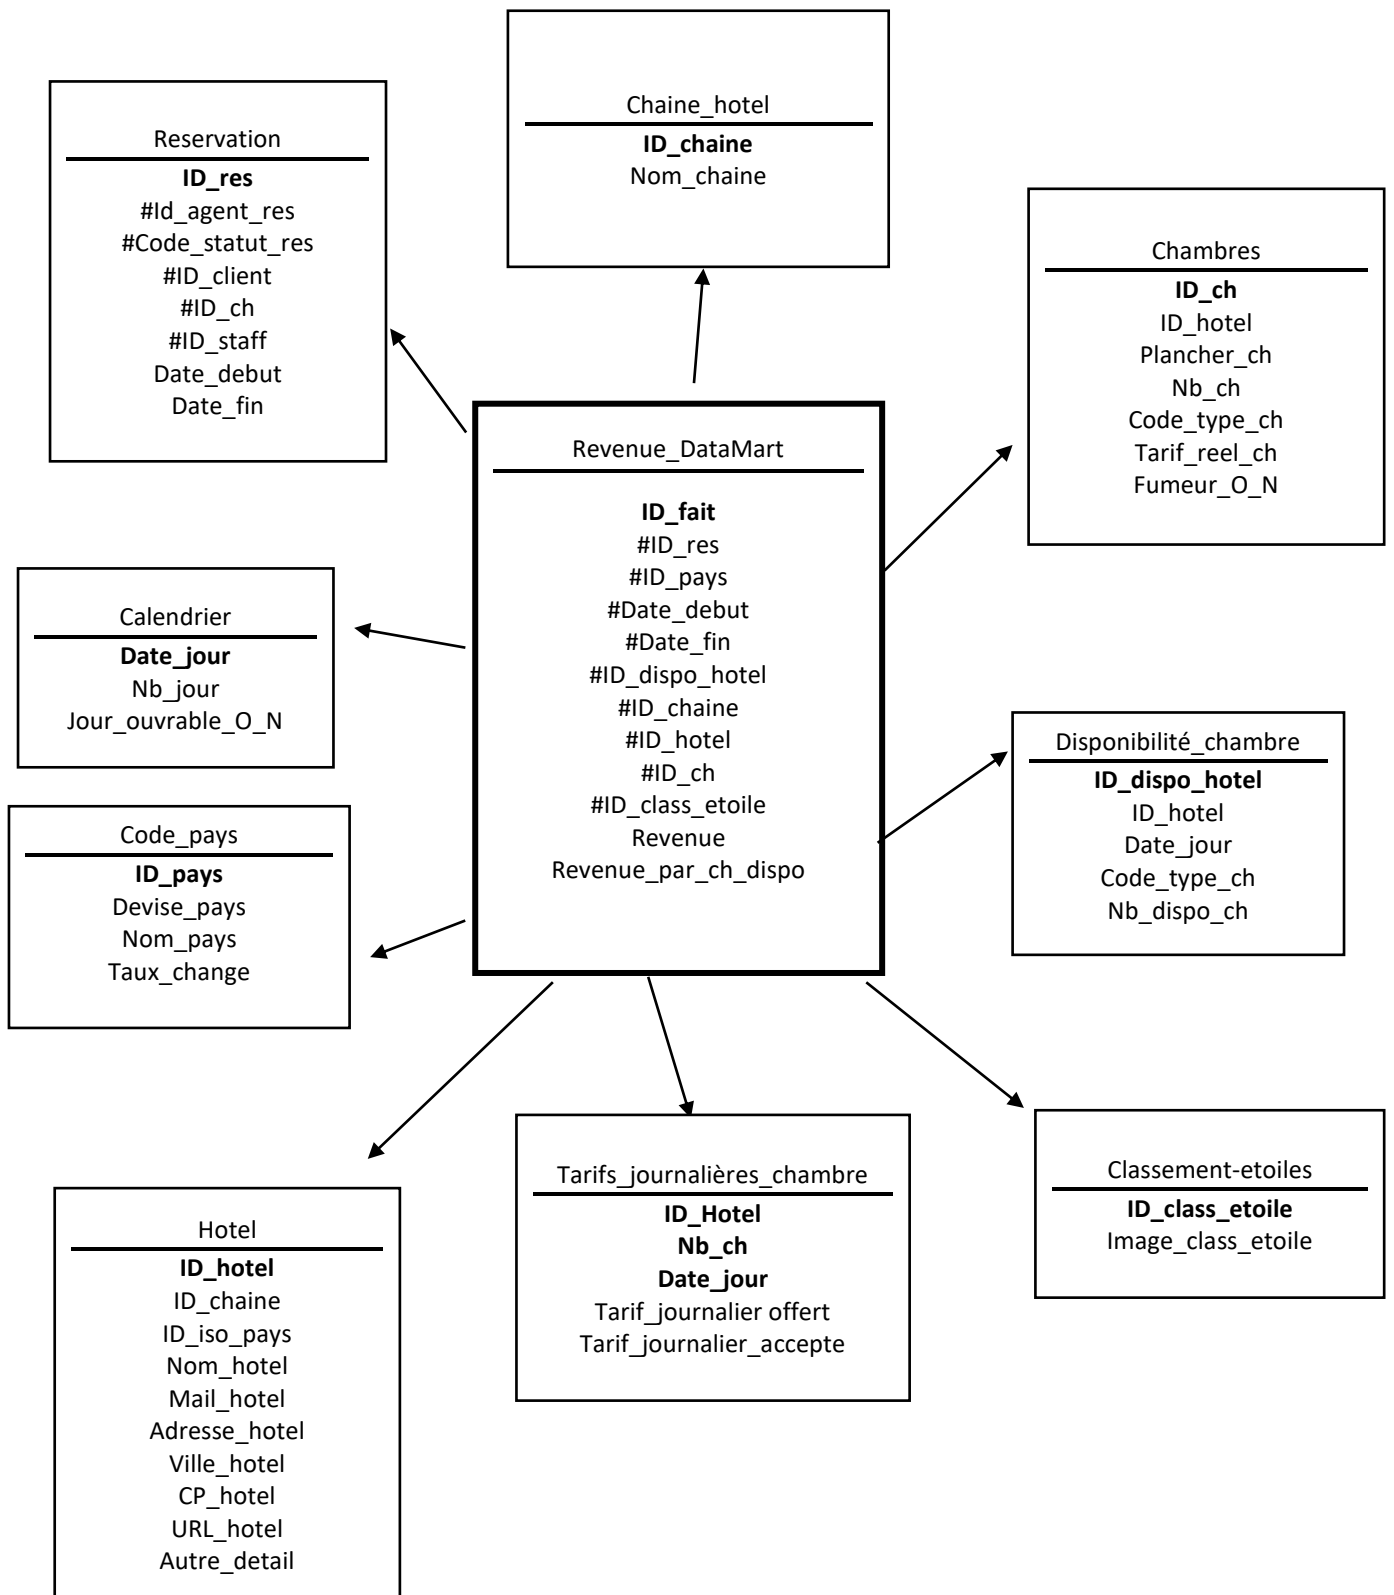 Chaine_hotel
ID_chaine
Nom_chaine
Reservation
ID_res
#Id_agent_res
#Code_statut_res
#ID_client
#ID_ch
#ID_staff
Date_debut
Date_fin
Chambres
ID_ch
ID_hotel
Plancher_ch
Nb_ch
Code_type_ch
Tarif_reel_ch
Fumeur_O_N
Revenue_DataMart
ID_fait
#ID_res
#ID_pays
#Date_debut
#Date_fin
#ID_dispo_hotel
#ID_chaine
#ID_hotel
#ID_ch
#ID_class_etoile
Revenue
Revenue_par_ch_dispo
Calendrier
Date_jour
Nb_jour
Jour_ouvrable_O_N
Disponibilité_chambre
ID_dispo_hotel
ID_hotel
Date_jour
Code_type_ch
Nb_dispo_ch
Code_pays
ID_pays
Devise_pays
Nom_pays
Taux_change
Hotel
ID_hotel
ID_chaine
ID_iso_pays
Nom_hotel
Mail_hotel
Adresse_hotel
Ville_hotel
CP_hotel
URL_hotel
Autre_detail
Tarifs_journalières_chambre
ID_Hotel
Nb_ch
Date_jour
Tarif_journalier offert
Tarif_journalier_accepte
Classement-etoiles
ID_class_etoile
Image_class_etoile